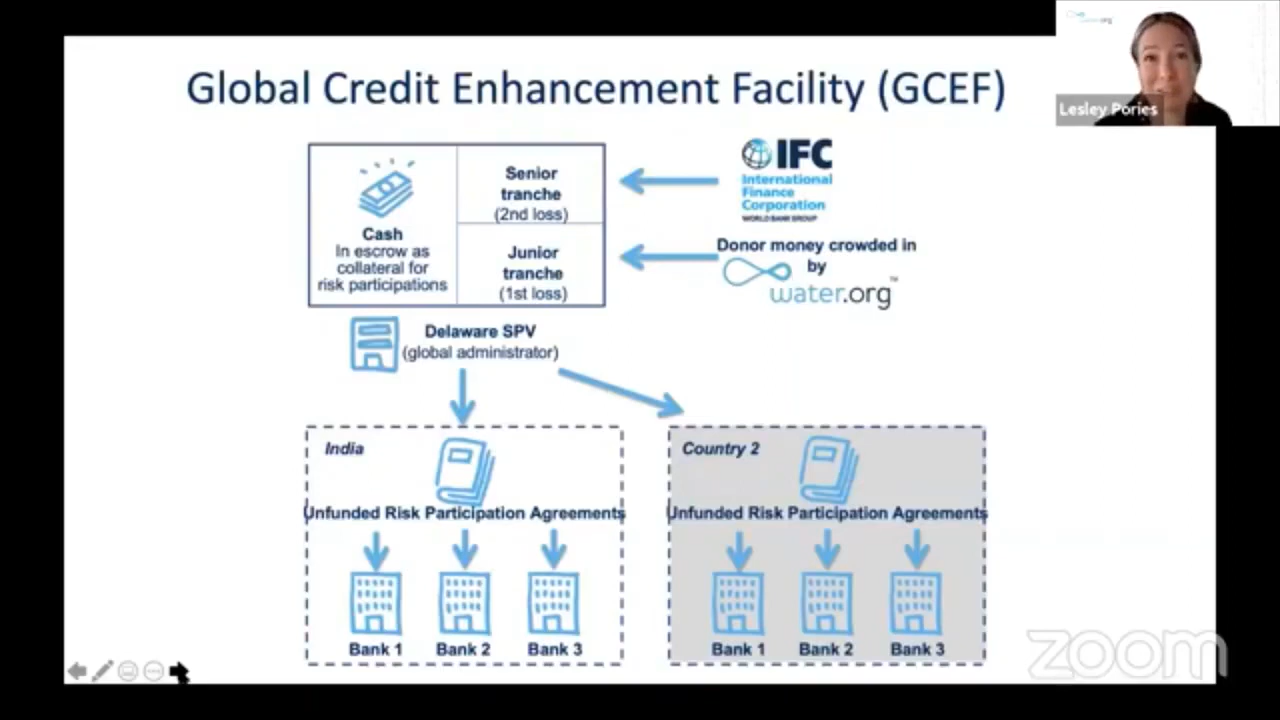 Global Credit Enhancement Facility (GCEF)
water.org
Lesley Pories
Cash
In escrow as
collateral for
risk participations
Senior
tranche
(2nd loss)
Junior
tranche
(1st loss)
IFC
International
Finance
Corporation
WORLD BANK GROUP
Donor money crowded in
by
water.org™
Delaware SPV
(global administrator)
India
Unfunded Risk Participation Agreements
Bank 1
Bank 2
Bank 3
Country 2
Unfunded Risk Participation Agreements
Bank 1
Bank 2
Bank 3
zoom